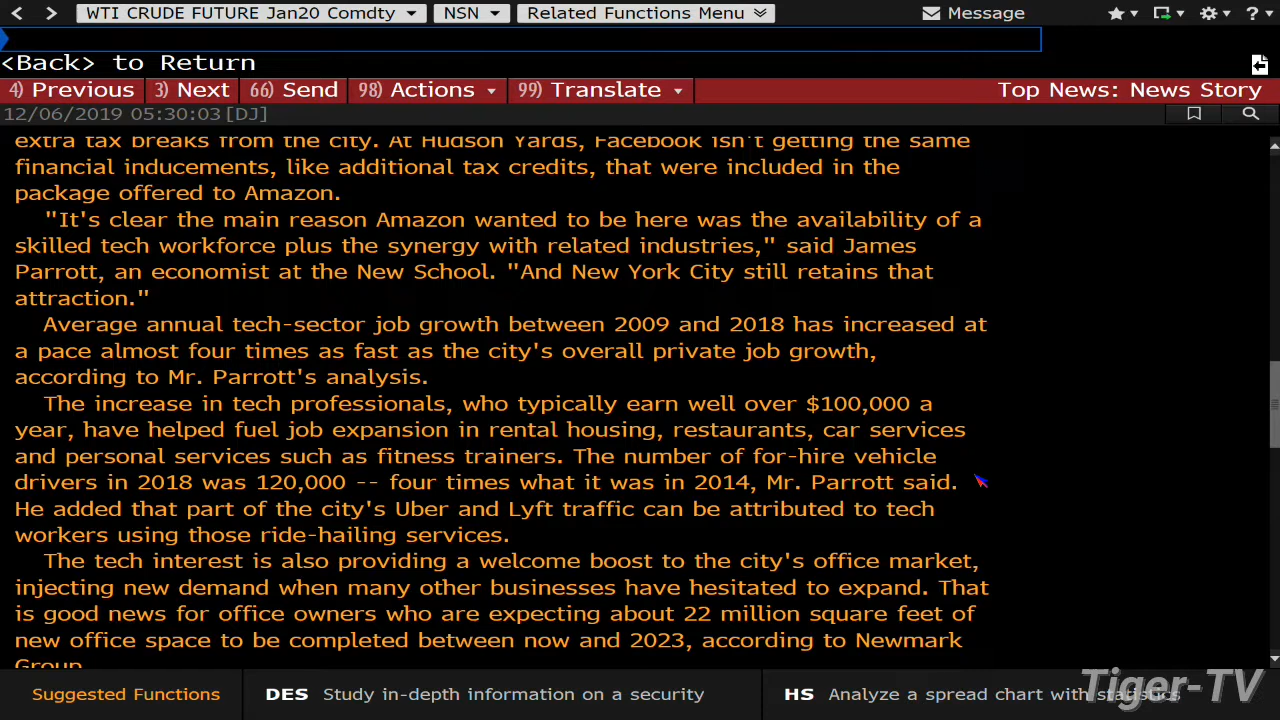 WTI CRUDE FUTURE Jan20 Comdty NSN Related Functions Menu Message ?
<Back> to Return
4) Previous 3) Next 66) Send 98) Actions 99) Translate Top News: News Story
12/06/2019 05:30:03 [DJ]
extra tax breaks from the city. At Hudson Yards, Facebook isn't getting the same
financial inducements, like additional tax credits, that were included in the
package offered to Amazon.
"It's clear the main reason Amazon wanted to be here was the availability of a
skilled tech workforce plus the synergy with related industries," said James
Parrott, an economist at the New School. "And New York City still retains that
attraction."
Average annual tech-sector job growth between 2009 and 2018 has increased at
a pace almost four times as fast as the city's overall private job growth,
according to Mr. Parrott's analysis.
The increase in tech professionals, who typically earn well over $100,000 a
year, have helped fuel job expansion in rental housing, restaurants, car services
and personal services such as fitness trainers. The number of for-hire vehicle
drivers in 2018 was 120,000 -- four times what it was in 2014, Mr. Parrott said.
He added that part of the city's Uber and Lyft traffic can be attributed to tech
workers using those ride-hailing services.
The tech interest is also providing a welcome boost to the city's office market,
injecting new demand when many other businesses have hesitated to expand. That
is good news for office owners who are expecting about 22 million square feet of
new office space to be completed between now and 2023, according to Newmark
Group
Suggested Functions DES Study in-depth information on a security HS Analyze a spread chart with statistics
Tiger-TV